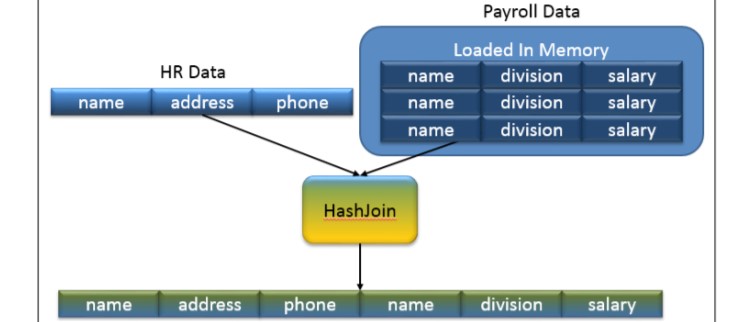 Payroll Data
Loaded In Memory
HR Data
name division salary
name address phone
name division salary
name division salary
HashJoin
name address phone name division salary